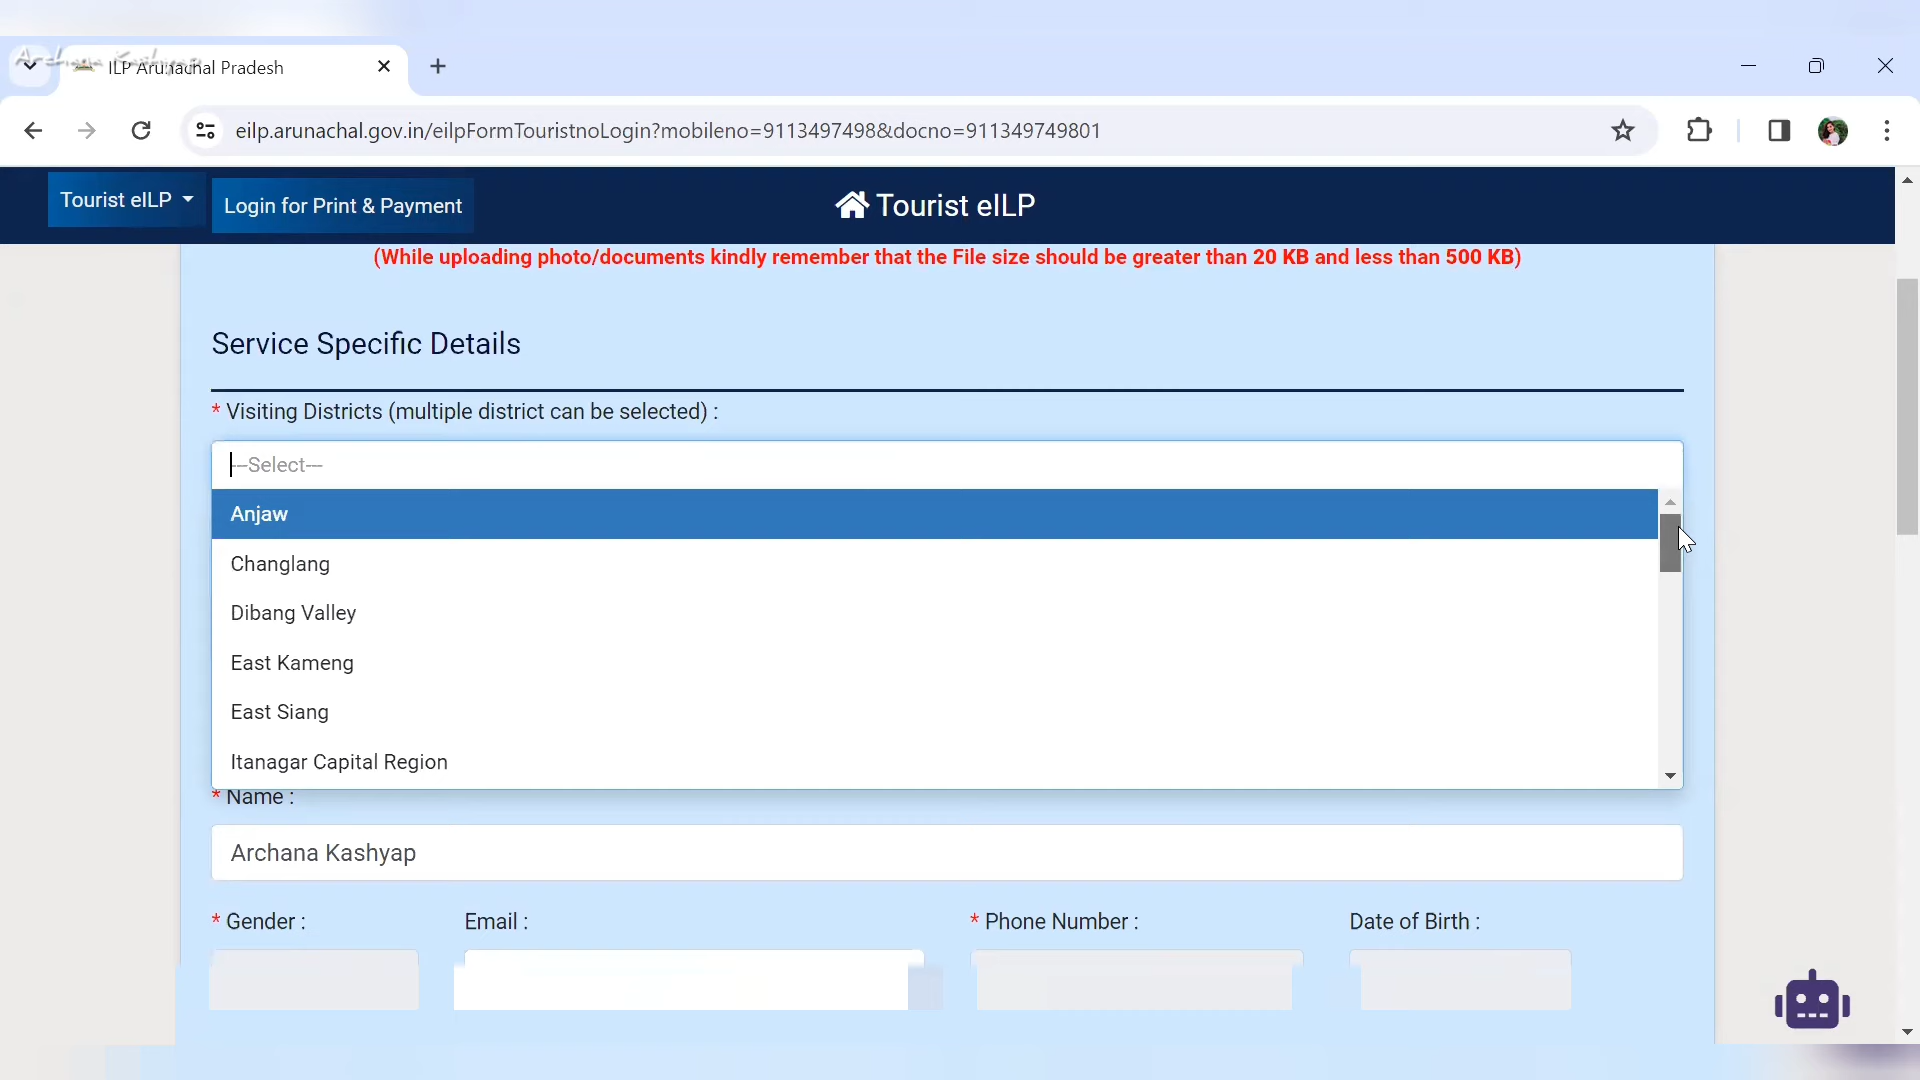 Archana Kashyap
ILP Arunachal Pradesh
eilp.arunachal.gov.in/eilpFormTouristnoLogin?mobileno=9113497498&docno=911349749801
Tourist eILP
Login for Print & Payment
Tourist eILP
(While uploading photo/documents kindly remember that the File size should be greater than 20 KB and less than 500 KB)
Service Specific Details
* Visiting Districts (multiple district can be selected) :
---Select---
Anjaw
Changlang
Dibang Valley
East Kameng
East Siang
Itanagar Capital Region
* Name :
Archana Kashyap
* Gender : Email : * Phone Number : Date of Birth :